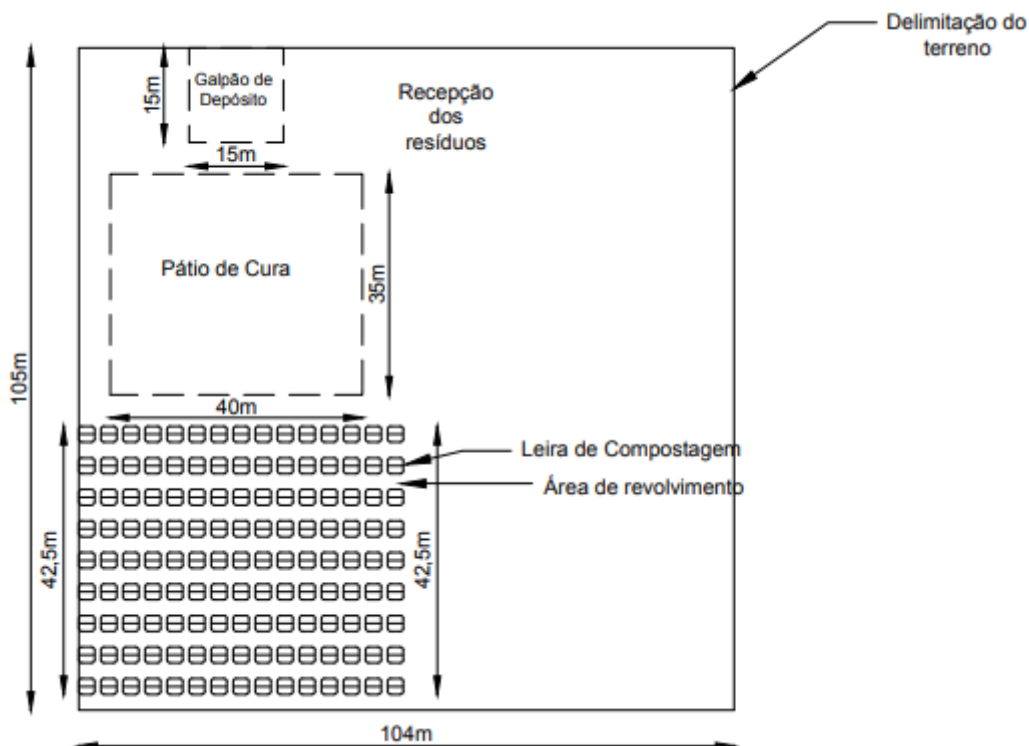 Delimitação do
terreno
Galpão de
Depósito
15m
Recepção
dos
resíduos
15m
Pátio de Cura
35m
105m
40m
Leira de Compostagem
Área de revolvimento
42,5m
42,5m
104m